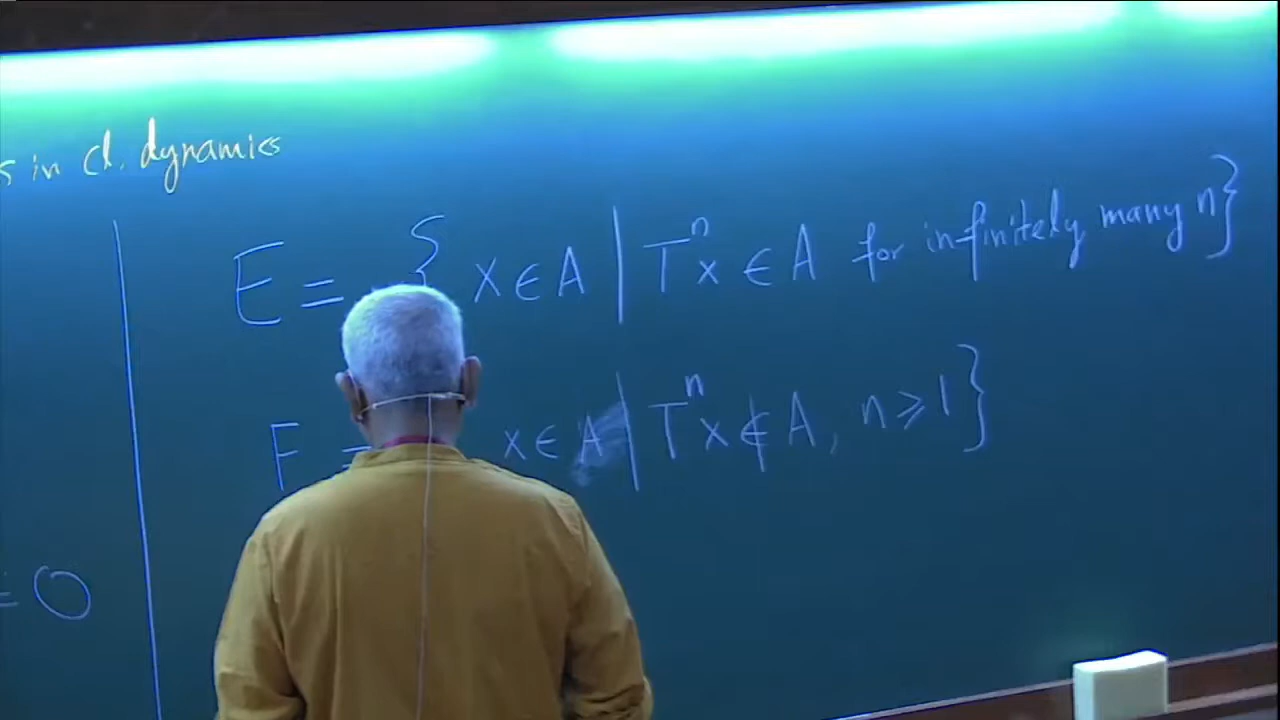 s in cl. dynamics
E = { x ∈ A | Tⁿx ∈ A for infinitely many n}
F = x ∈ A | Tⁿx ∉ A, n ⩾ 1}
= 0